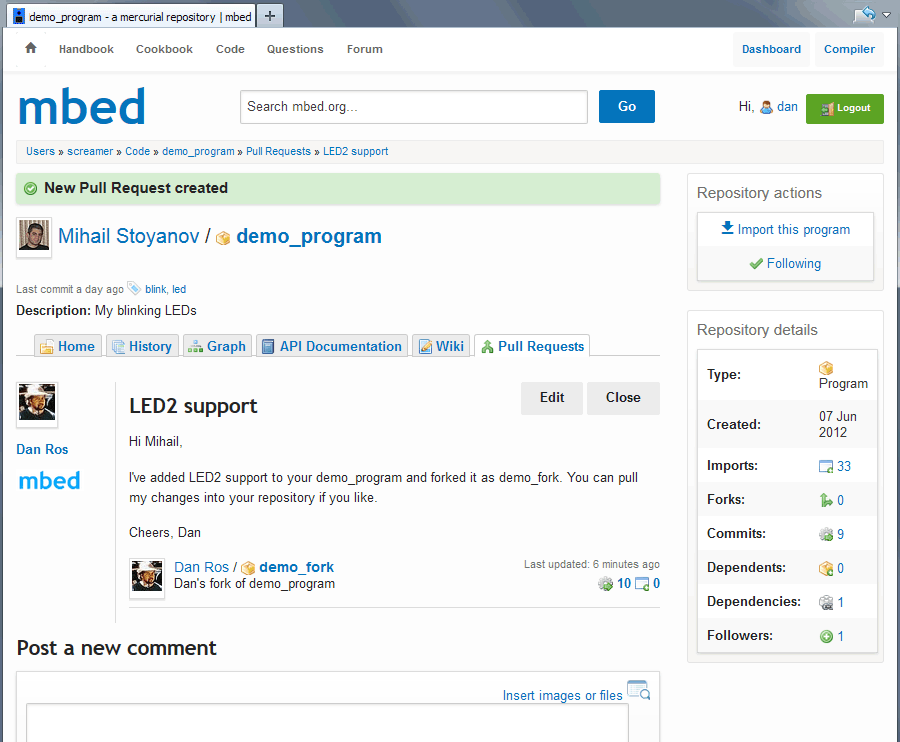 demo_program - a mercurial repository | mbed
Handbook Cookbook Code Questions Forum Dashboard Compiler
mbed
Search mbed.org...
Go
Hi, dan
Logout
Users » screamer » Code » demo_program » Pull Requests » LED2 support
New Pull Request created
Mihail Stoyanov / demo_program
Last commit a day ago blink, led
Description: My blinking LEDs
Home History Graph API Documentation Wiki Pull Requests
Dan Ros
mbed
LED2 support
Edit Close
Hi Mihail,
I've added LED2 support to your demo_program and forked it as demo_fork. You can pull
my changes into your repository if you like.
Cheers, Dan
Dan Ros / demo_fork
Dan's fork of demo_program
Last updated: 6 minutes ago
10 0
Post a new comment
Insert images or files
Repository actions
Import this program
Following
Repository details
Type: Program
Created: 07 Jun
2012
Imports: 33
Forks: 0
Commits: 9
Dependents: 0
Dependencies: 1
Followers: 1